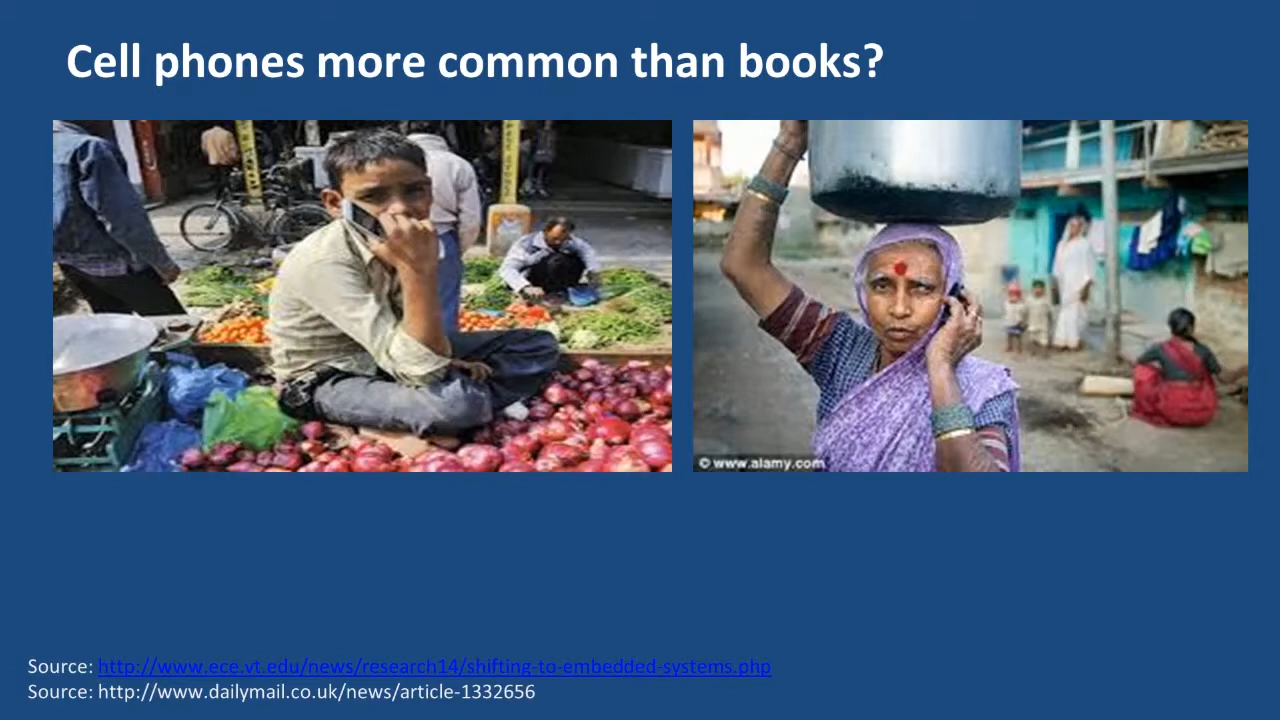 Cell phones more common than books?
© www.alamy.com
Source: http://www.ece.vt.edu/news/research14/shifting-to-embedded-systems.php
Source: http://www.dailymail.co.uk/news/article-1332656